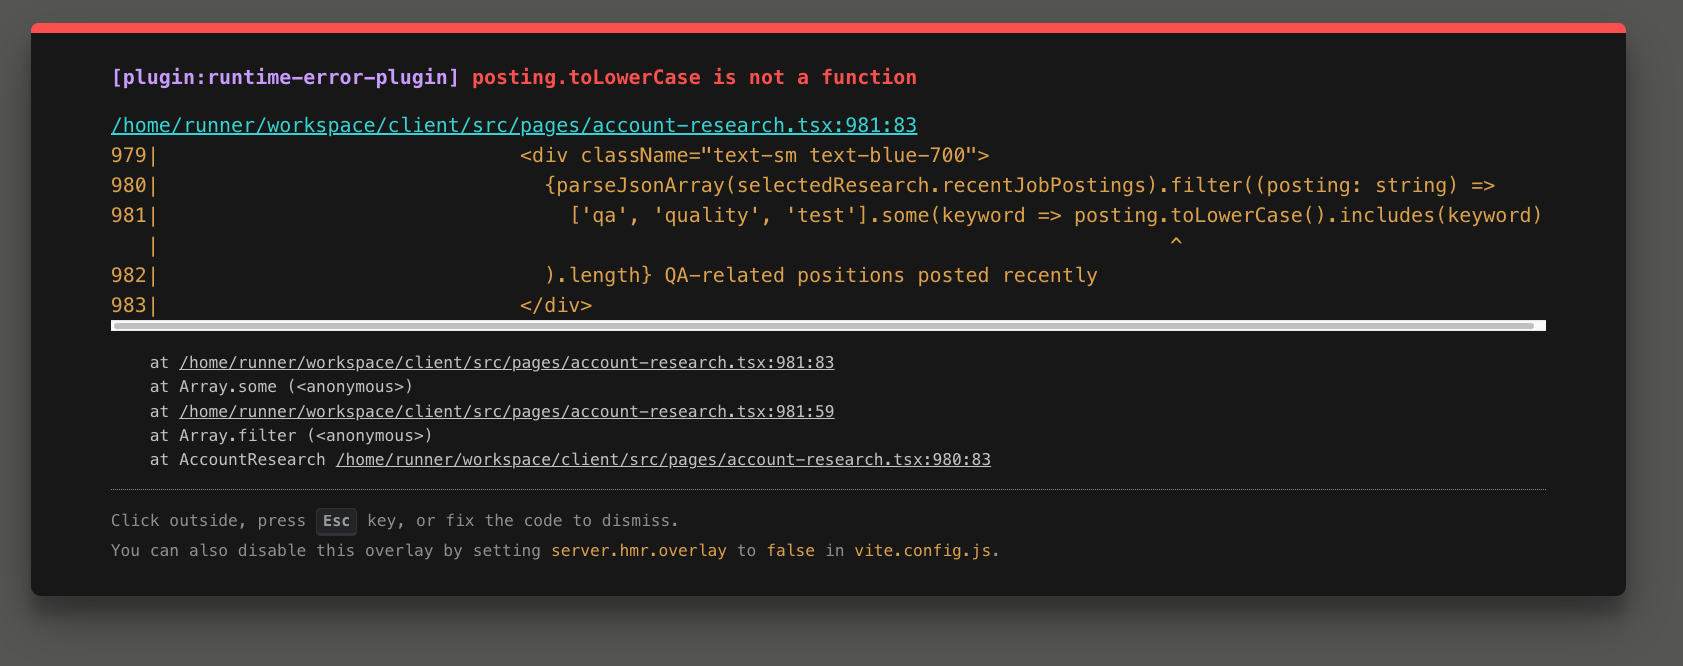 [plugin:runtime-error-plugin] posting.toLowerCase is not a function
/home/runner/workspace/client/src/pages/account-research.tsx:981:83
979|                              <div className="text-sm text-blue-700">
980|                                {parseJsonArray(selectedResearch.recentJobPostings).filter((posting: string) =>
981|                                  ['qa', 'quality', 'test'].some(keyword => posting.toLowerCase().includes(keyword)
   |                                                                                    ^
982|                                ).length} QA-related positions posted recently
983|                              </div>
at /home/runner/workspace/client/src/pages/account-research.tsx:981:83
at Array.some (<anonymous>)
at /home/runner/workspace/client/src/pages/account-research.tsx:981:59
at Array.filter (<anonymous>)
at AccountResearch /home/runner/workspace/client/src/pages/account-research.tsx:980:83
Click outside, press Esc key, or fix the code to dismiss.
You can also disable this overlay by setting server.hmr.overlay to false in vite.config.js.